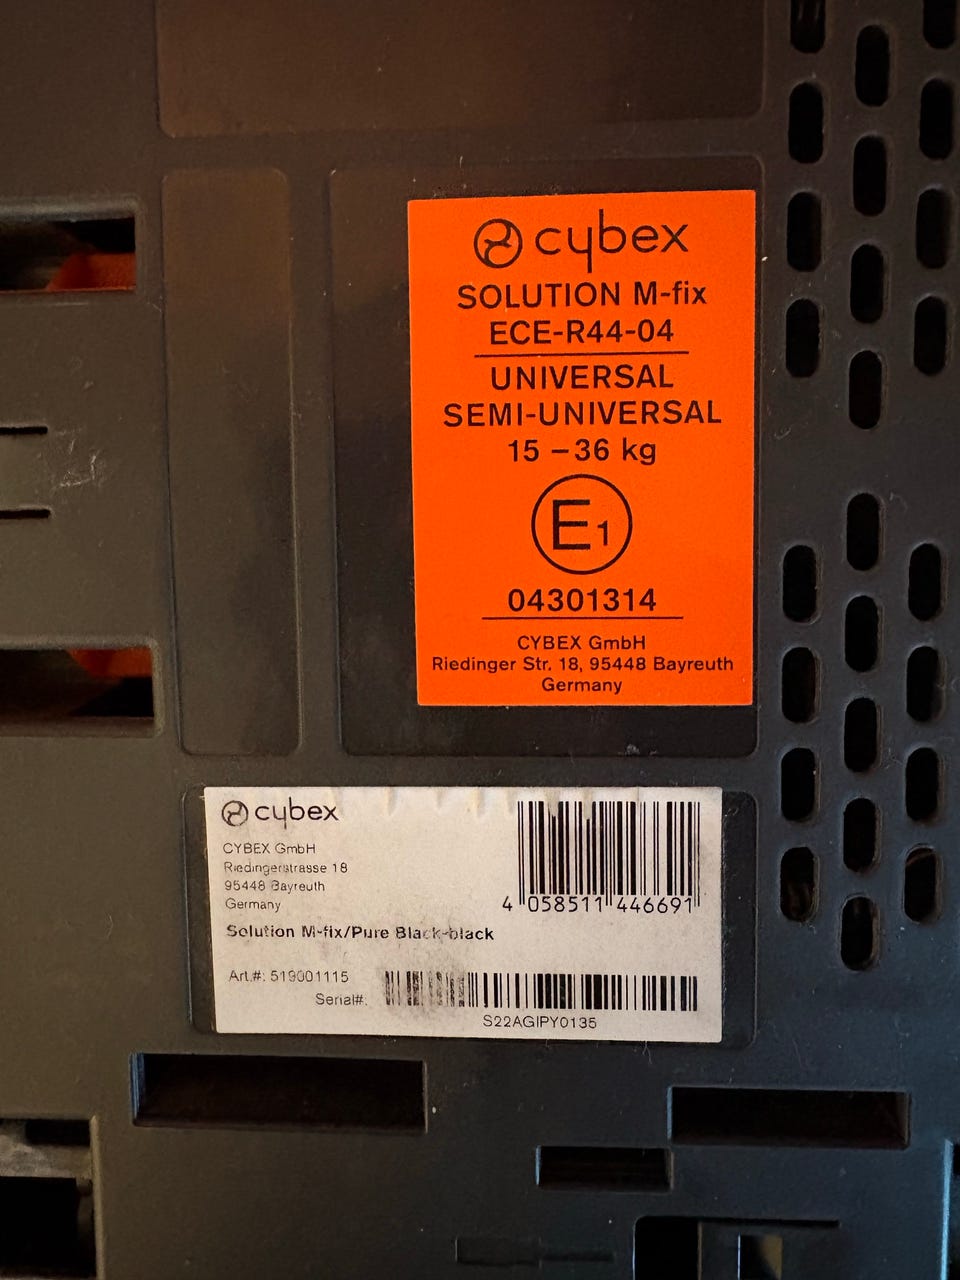 cybex
SOLUTION M-fix
ECE-R44-04
UNIVERSAL
SEMI-UNIVERSAL
15 – 36 kg
E1
04301314
CYBEX GmbH
Riedinger Str. 18, 95448 Bayreuth
Germany
cybex
CYBEX GmbH
Riedingerstrasse 18
95448 Bayreuth
Germany
4 058511 446691
Solution M-fix/Pure Black-black
Art.#: 519001115
Serial#:
S22AGIPY0135